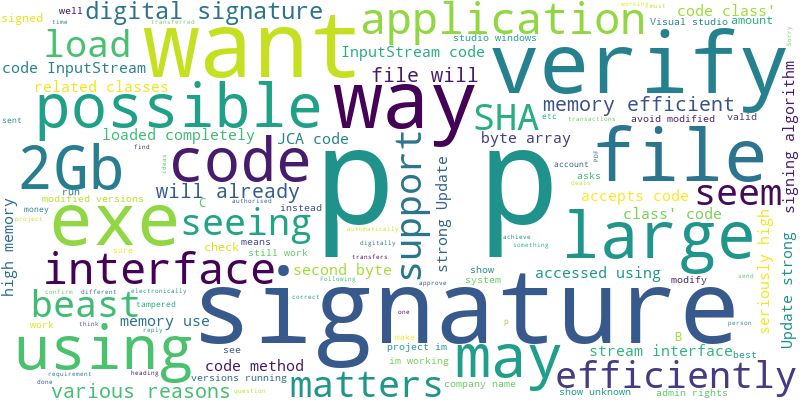 well
time
transferred
digital signature
working
must
signed
application
code class'
Sorry
load
want
Visual studio
amount
studio windows
InputStream code
verify
code InputStream
related classes
file will
possible
way
SHA
memory efficient
loaded completely
JCA code
byte array
avoid modified
valid
signing algorithm
sent
find
etc
transactions
2Gb
code
p p
file
run
ideas
PDF
account
will already
support
strong Update
asks
seem
modified versions
authorised
C
instead
accepts code
money
exe
seeing
large
class' code
project
means
automatically
deals
seriously high
high memory
sure
check
still work
digitally
achieve
something
Update strong
interface
second byte
show
accessed using
transfers
system
modify
send
confirm
different
electronically
signature
Following
approve
beast
tampered
memory use
p
B
work
think
correct
one
reply
see
project im
make
stream interface
best
person
using
code method
im working
may
efficiently
done
heading
versions running
matters
company name
requirement
question
various reasons
show unknown
admin rights